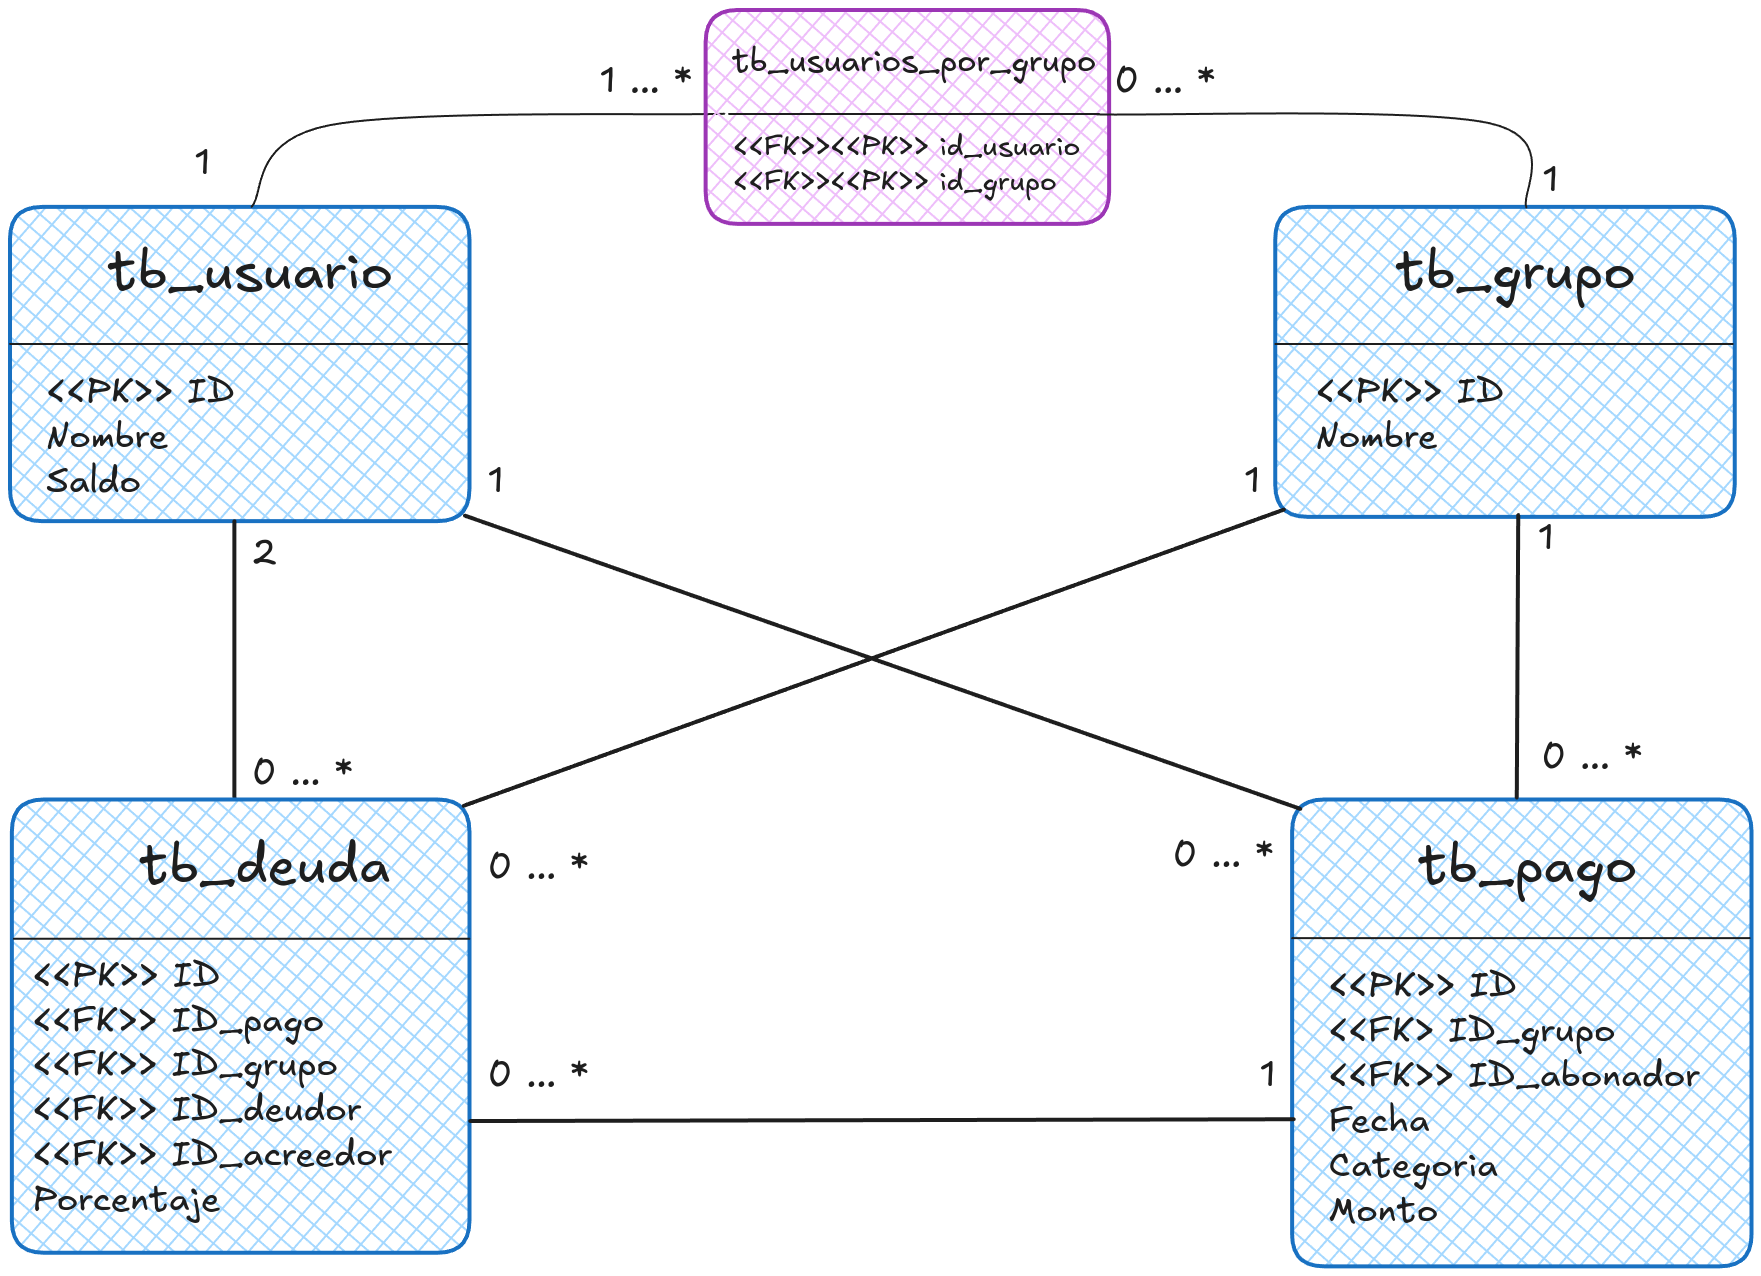 tb_usuarios_por_grupo
1 ... *
0 ... *
<<FK>><<PK>> id_usuario
<<FK>><<PK>> id_grupo
1
1
tb_usuario
<<PK>> ID
Nombre
Saldo
tb_grupo
<<PK>> ID
Nombre
1
1
2
1
0 ... *
0 ... *
tb_deuda
<<PK>> ID
<<FK>> ID_pago
<<FK>> ID_grupo
<<FK>> ID_deudor
<<FK>> ID_acreedor
Porcentaje
0 ... *
0 ... *
0 ... *
1
tb_pago
<<PK>> ID
<<FK> ID_grupo
<<FK>> ID_abonador
Fecha
Categoria
Monto